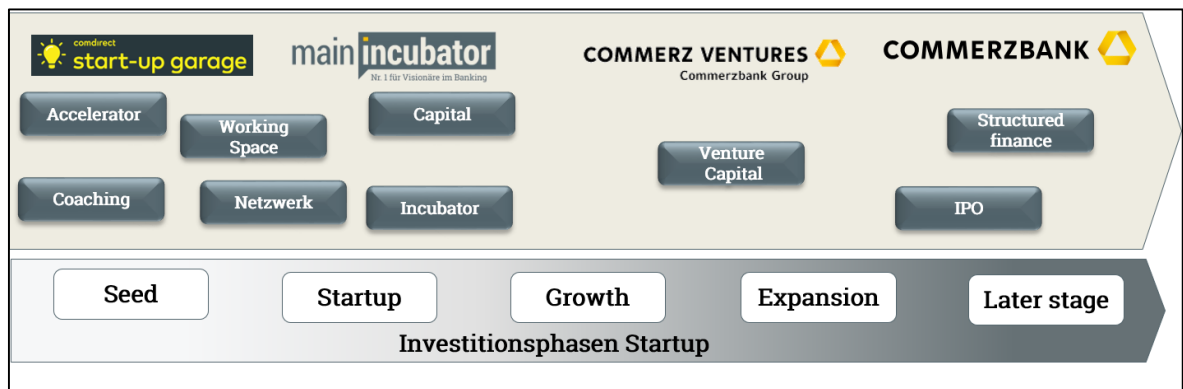 comdirect
start-up garage
main incubator
Nr. 1 für Visionäre im Banking
COMMERZ VENTURES
Commerzbank Group
COMMERZBANK
Accelerator
Working
Space
Capital
Structured
finance
Venture
Capital
Coaching
Netzwerk
Incubator
IPO
Seed
Startup
Growth
Expansion
Later stage
Investitionsphasen Startup